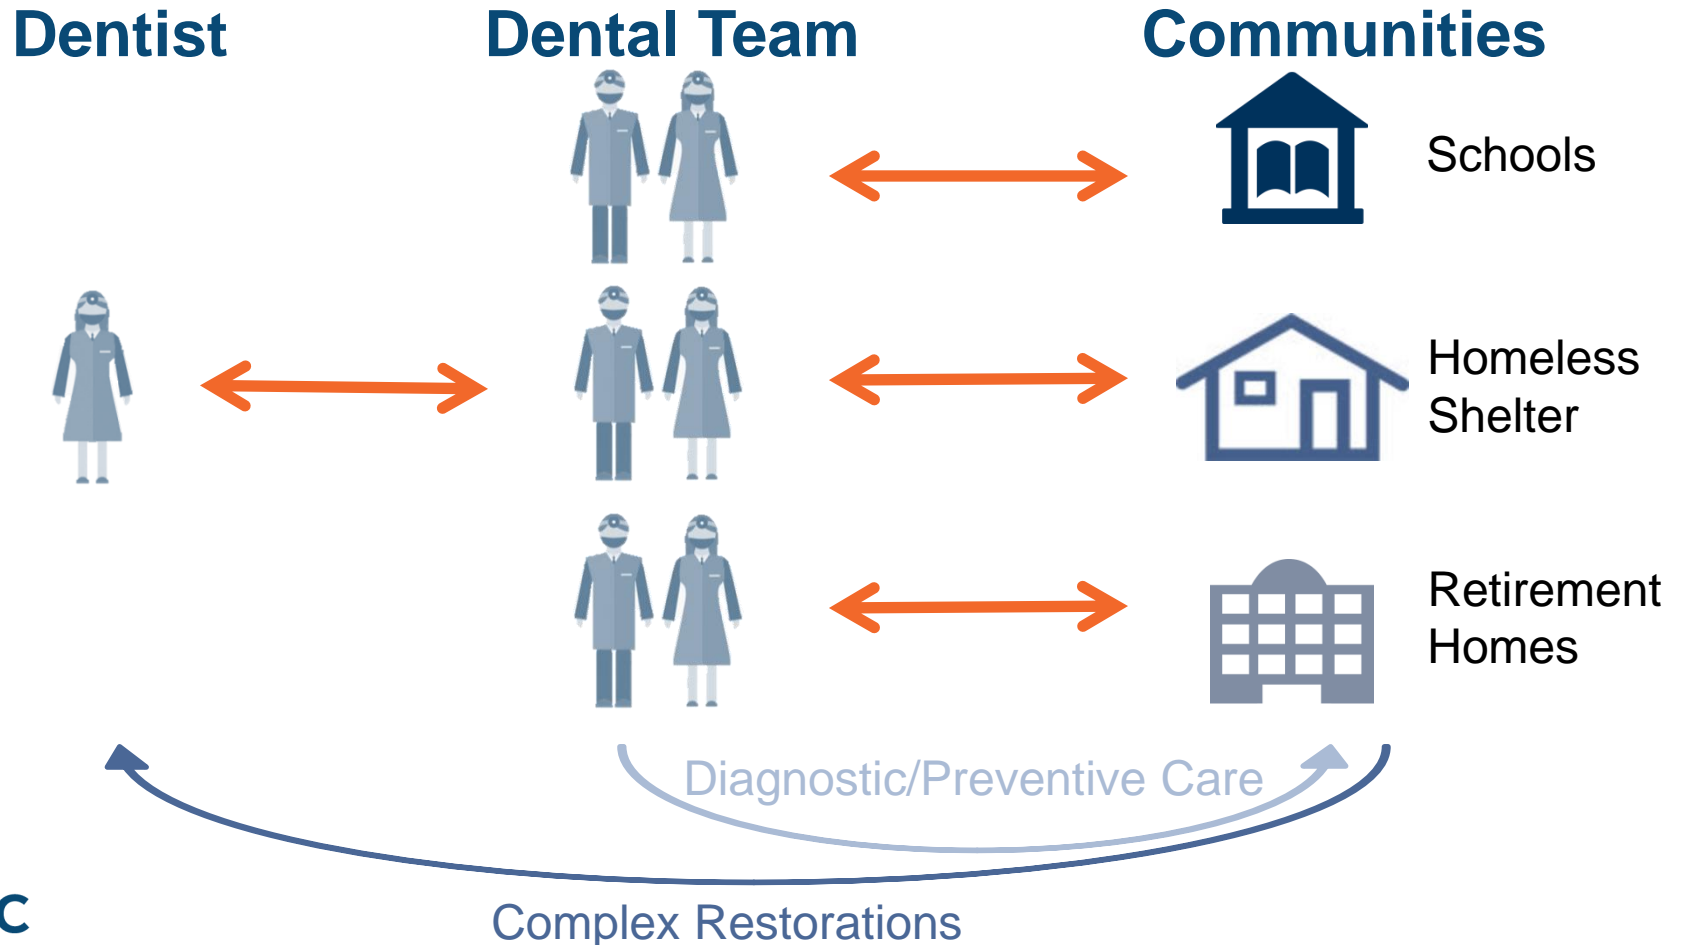 Dentist
Dental Team
Communities
Schools
Homeless
Shelter
Retirement
Homes
Diagnostic/Preventive Care
Complex Restorations
C